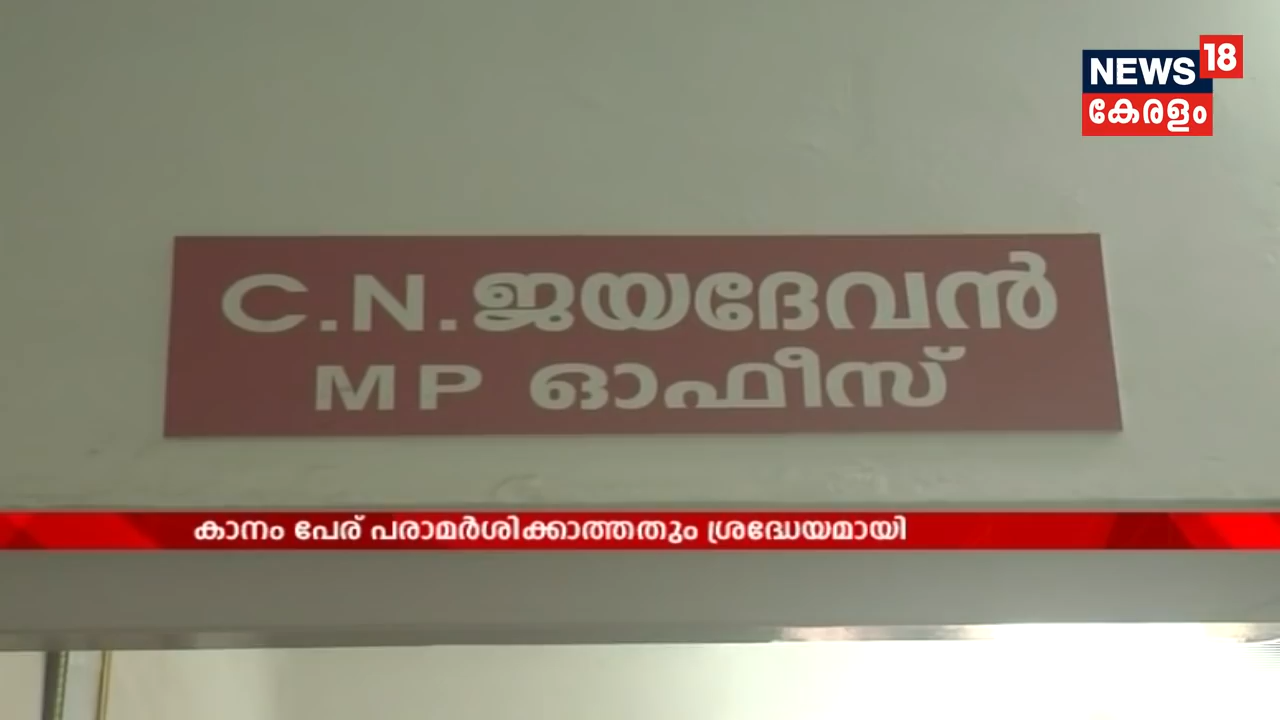 NEWS 18
കേരളം
C.N.ജയദേവൻ
MP ഓഫീസ്
കാനം പേര് പരാമർശിക്കാത്തതും ശ്രദ്ധേയമായി